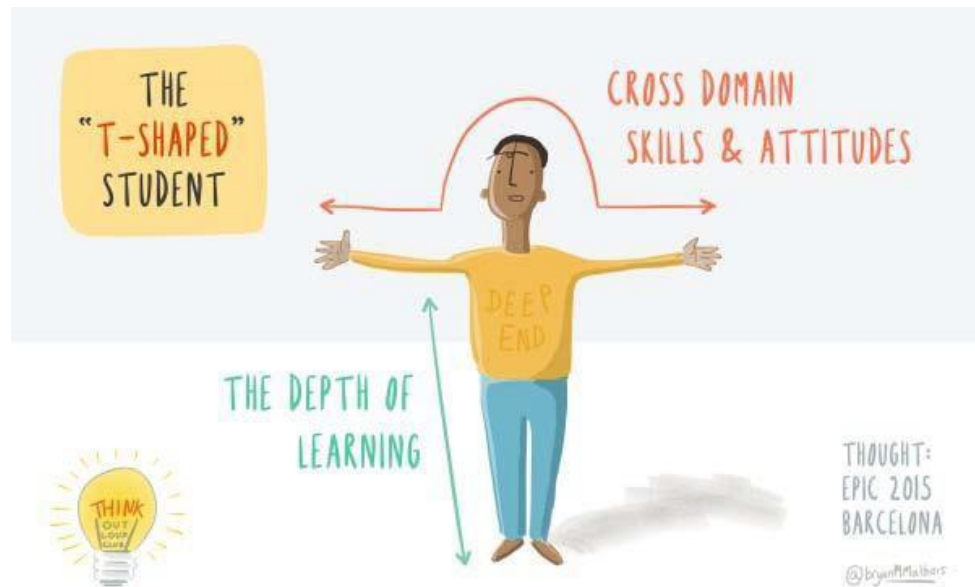 THE
“T-SHAPED”
STUDENT
CROSS DOMAIN
SKILLS & ATTITUDES
DEEP
END
THE DEPTH OF
LEARNING
THINK
OUT
LOUD
CLUB
THOUGHT:
EPIC 2015
BARCELONA
@bryanMMathers